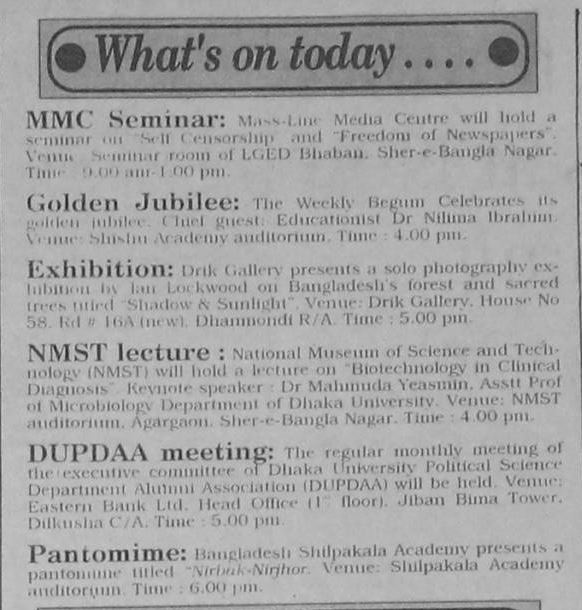 What's on today ....
MMC Seminar: Mass-Line Media Centre will hold a
seminar on "Self Censorship" and "Freedom of Newspapers".
Venue: Seminar room of LGED Bhaban, Sher-e-Bangla Nagar.
Time : 9.00 am-1.00 pm.
Golden Jubilee: The Weekly Begum Celebrates its
golden jubilee. Chief guest: Educationist Dr Nilima Ibrahim.
Venue: Shishu Academy auditorium. Time : 4.00 pm.
Exhibition: Drik Gallery presents a solo photography ex-
hibition by Ian Lockwood on Bangladesh's forest and sacred
trees titled "Shadow & Sunlight". Venue: Drik Gallery, House No
58, Rd # 16A (new), Dhanmondi R/A. Time : 5.00 pm.
NMST lecture : National Museum of Science and Tech-
nology (NMST) will hold a lecture on "Biotechnology in Clinical
Diagnosis". Keynote speaker : Dr Mahmuda Yeasmin, Asstt Prof
of Microbiology Department of Dhaka University. Venue: NMST
auditorium, Agargaon, Sher-e-Bangla Nagar. Time : 4.00 pm.
DUPDAA meeting: The regular monthly meeting of
the executive committee of Dhaka University Political Science
Department Alumni Association (DUPDAA) will be held. Venue:
Eastern Bank Ltd. Head Office (1st floor), Jiban Bima Tower,
Dilkusha C/A. Time : 5.00 pm.
Pantomime: Bangladesh Shilpakala Academy presents a
pantomime titled "Nirbak-Nirjhor. Venue: Shilpakala Academy
auditorium. Time : 6.00 pm.